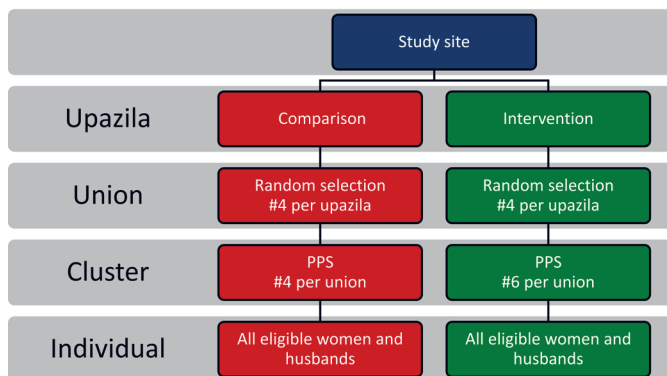 Study site
Upazila
Comparison
Intervention
Union
Random selection
#4 per upazila
Random selection
#4 per upazila
Cluster
PPS
#4 per union
PPS
#6 per union
Individual
All eligible women and
husbands
All eligible women and
husbands